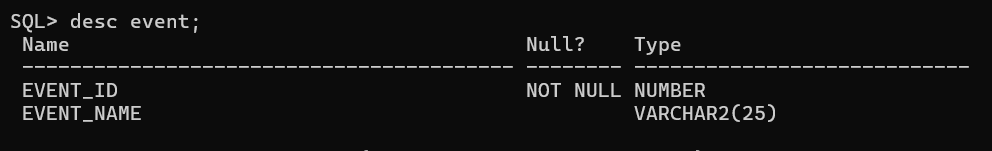 SQL> desc event;
Name Null? Type
----------------------------------------- -------- ----------------------------
EVENT_ID NOT NULL NUMBER
EVENT_NAME VARCHAR2(25)